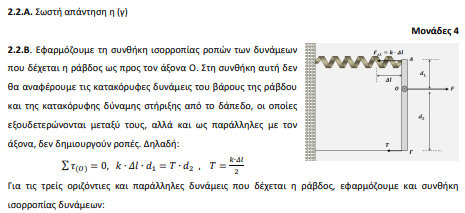 2.2.Α. Σωστή απάντηση η (γ)
Μονάδες 4
2.2.Β. Εφαρμόζουμε τη συνθήκη ισορροπίας ροπών των δυνάμεων
που δέχεται η ράβδος ως προς τον άξονα Ο. Στη συνθήκη αυτή δεν
θα αναφέρουμε τις κατακόρυφες δυνάμεις του βάρους της ράβδου
και της κατακόρυφης δύναμης στήριξης από το δάπεδο, οι οποίες
εξουδετερώνονται μεταξύ τους, αλλά και ως παράλληλες με τον
άξονα, δεν δημιουργούν ροπές. Δηλαδή:
∑τ(Ο) = 0, k · Δl · d₁ = T · d₂ , T = k·Δl/2
Για τις τρείς οριζόντιες και παράλληλες δυνάμεις που δέχεται η ράβδος, εφαρμόζουμε και συνθήκη
ισορροπίας δυνάμεων:
Fελ = k · Δl
A
Δl
d₁
O
F
d₂
T
Γ